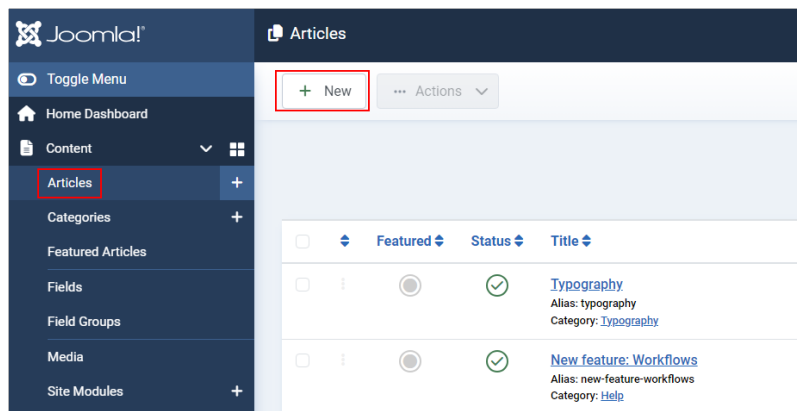 Joomla!
Articles
Toggle Menu
New
Actions
Home Dashboard
Content
Articles
Categories
Featured Articles
Fields
Field Groups
Media
Site Modules
Featured Status Title
Typography
Alias: typography
Category: Typography
New feature: Workflows
Alias: new-feature-workflows
Category: Help